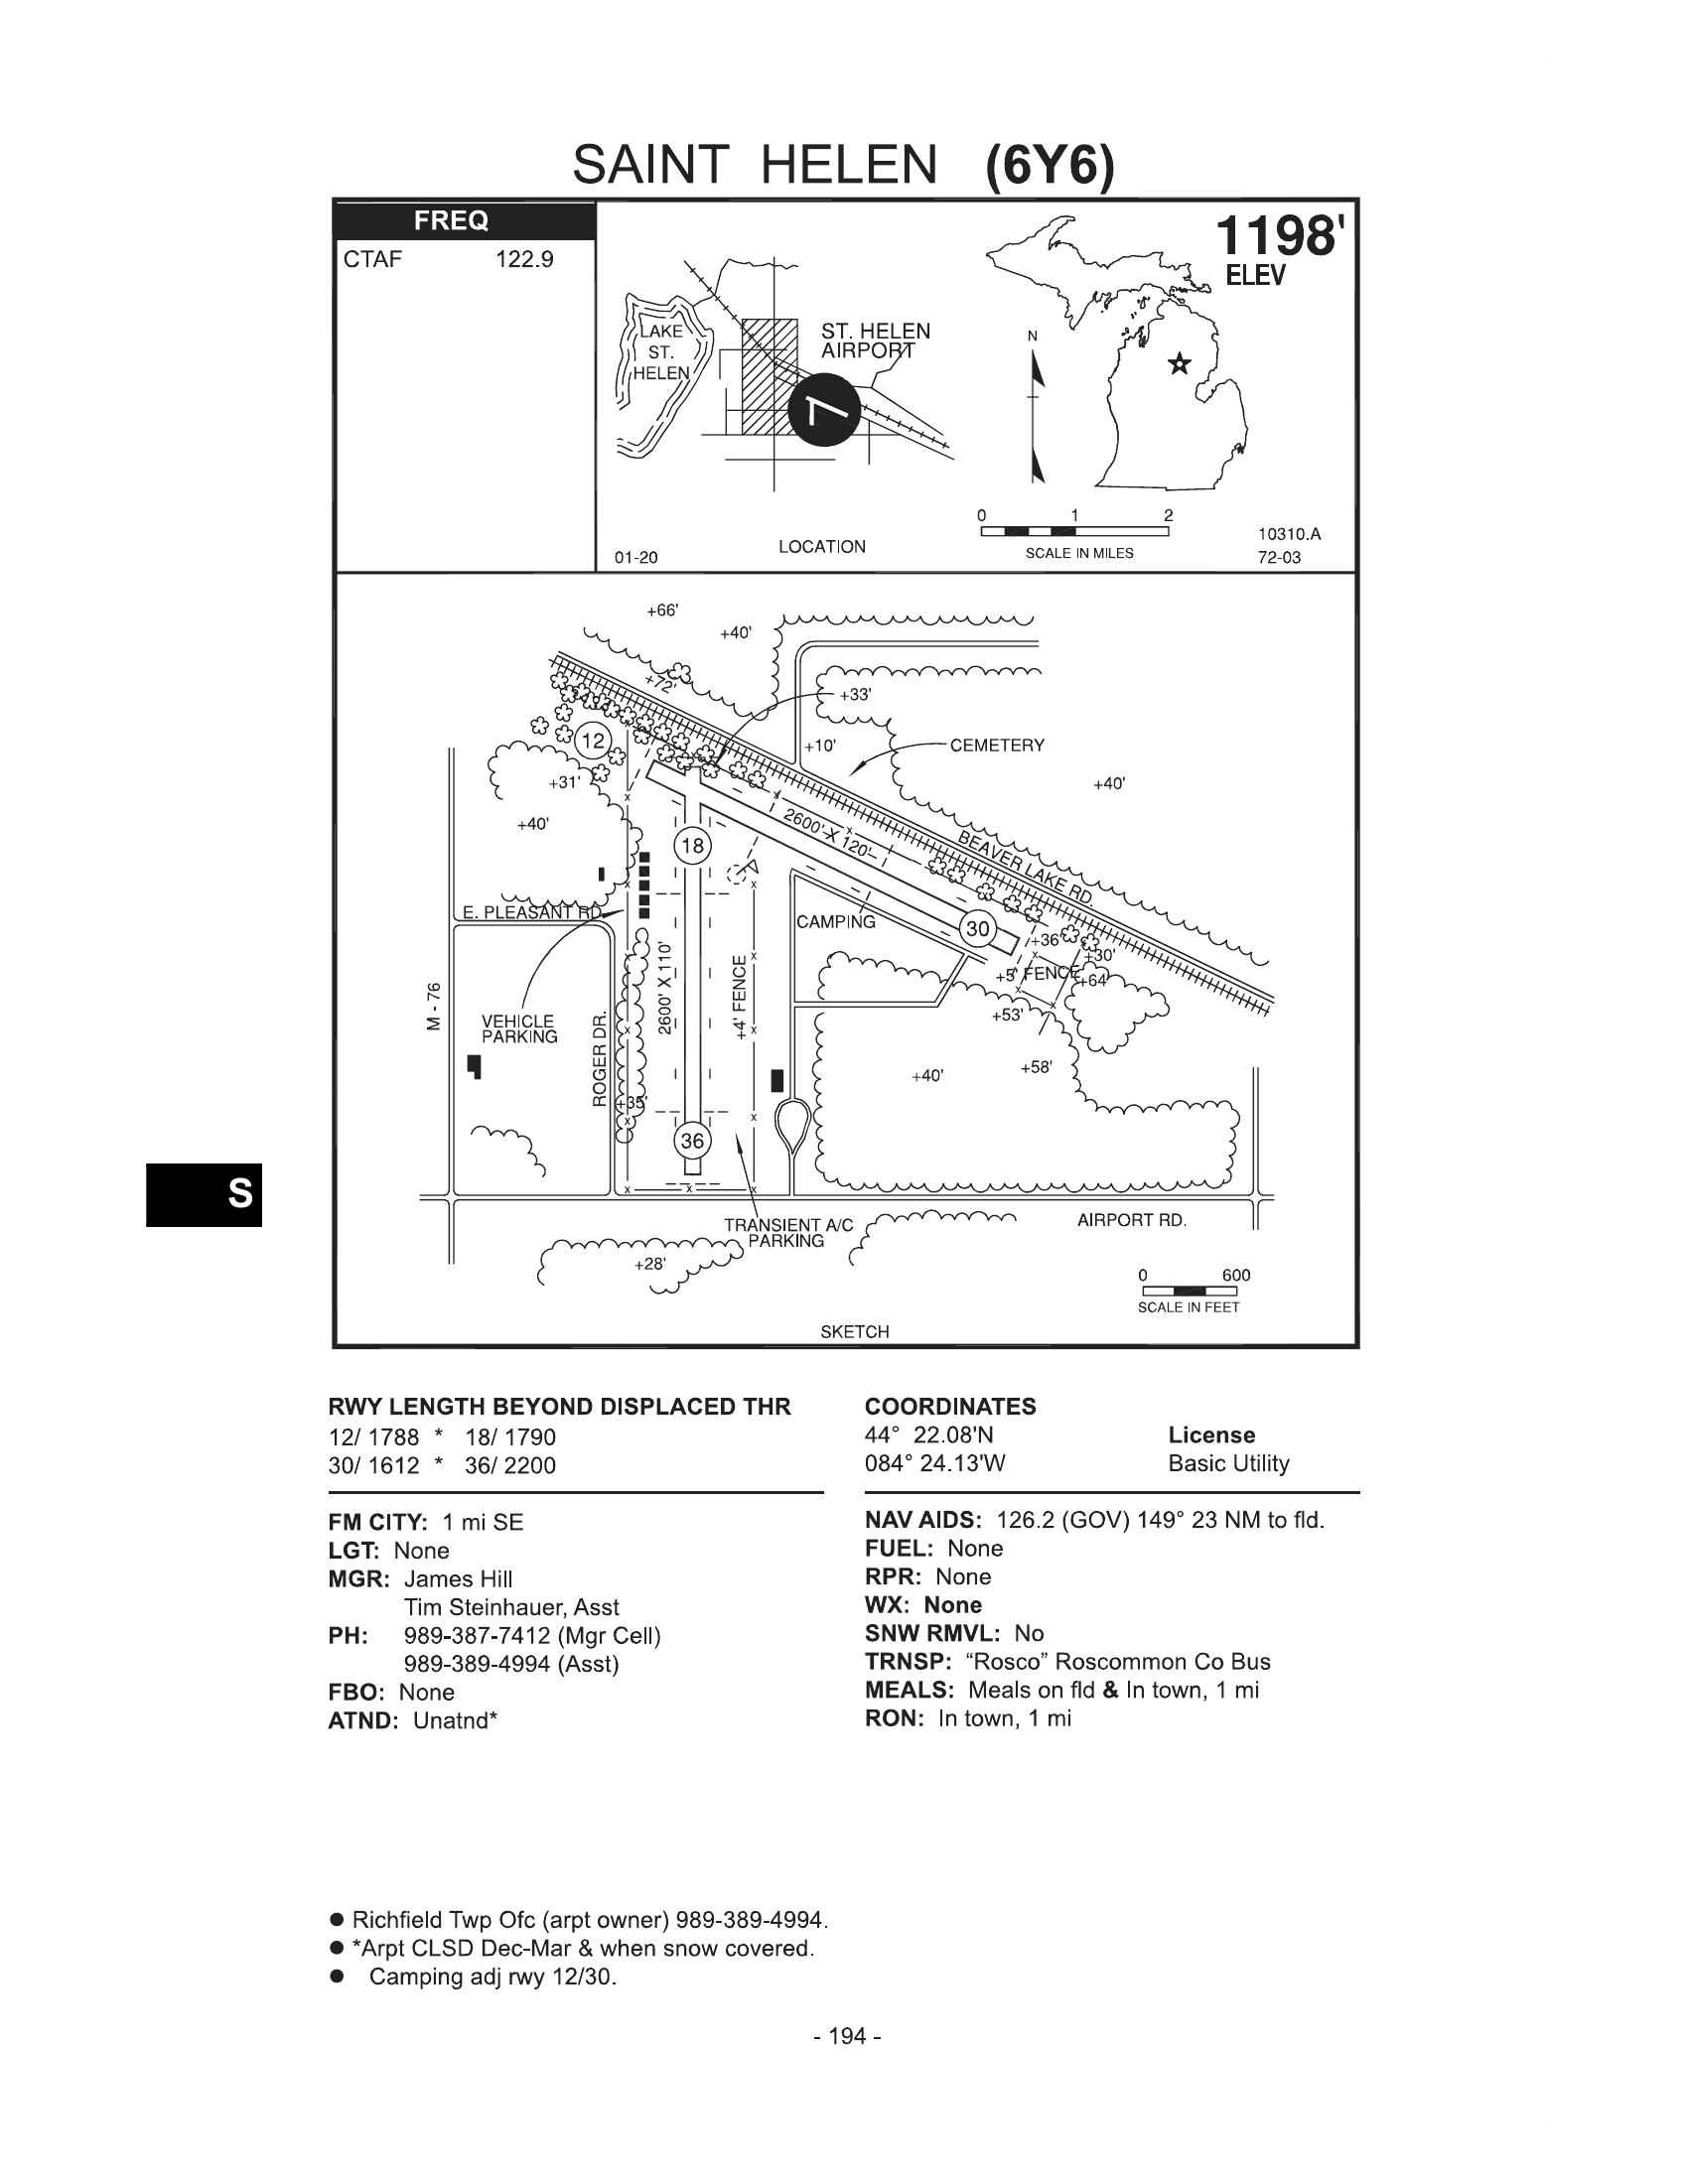 SAINT HELEN (6Y6)
FREQ
CTAF 122.9
1198'
ELEV
LAKE
ST.
HELEN
ST. HELEN
AIRPORT
N
0 1 2
SCALE IN MILES
LOCATION
01-20
10310.A
72-03
+66'
+40'
+72'
+33'
12
+10'
CEMETERY
+31'
+40'
+40'
2600' X 120'
18
BEAVER LAKE RD.
E. PLEASANT RD.
CAMPING
30
+36'
+30'
+5' FENCE
+64'
2600' X 110'
+4' FENCE
M - 76
VEHICLE
PARKING
ROGER DR.
+53'
+58'
+40'
+35'
36
TRANSIENT A/C
PARKING
AIRPORT RD.
+28'
0 600
SCALE IN FEET
SKETCH
S
RWY LENGTH BEYOND DISPLACED THR
12/ 1788 * 18/ 1790
30/ 1612 * 36/ 2200
COORDINATES
44° 22.08'N License
084° 24.13'W Basic Utility
FM CITY: 1 mi SE
LGT: None
MGR: James Hill
Tim Steinhauer, Asst
PH: 989-387-7412 (Mgr Cell)
989-389-4994 (Asst)
FBO: None
ATND: Unatnd*
NAV AIDS: 126.2 (GOV) 149° 23 NM to fld.
FUEL: None
RPR: None
WX: None
SNW RMVL: No
TRNSP: “Rosco” Roscommon Co Bus
MEALS: Meals on fld & In town, 1 mi
RON: In town, 1 mi
● Richfield Twp Ofc (arpt owner) 989-389-4994.
● *Arpt CLSD Dec-Mar & when snow covered.
● Camping adj rwy 12/30.
- 194 -